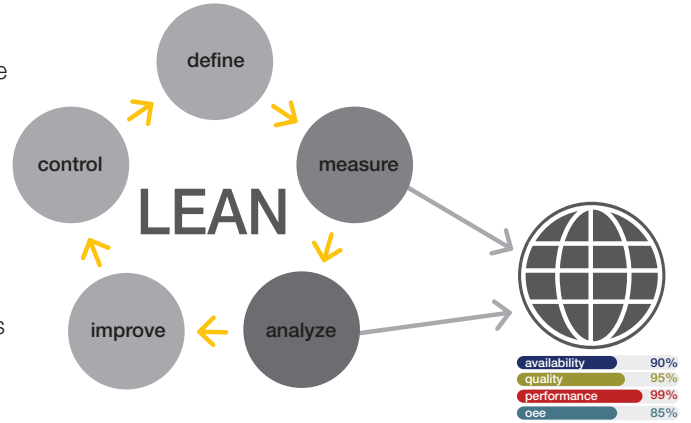 define
e
control
measure
LEAN
s
improve
analyze
availability 90%
quality 95%
performance 99%
oee 85%